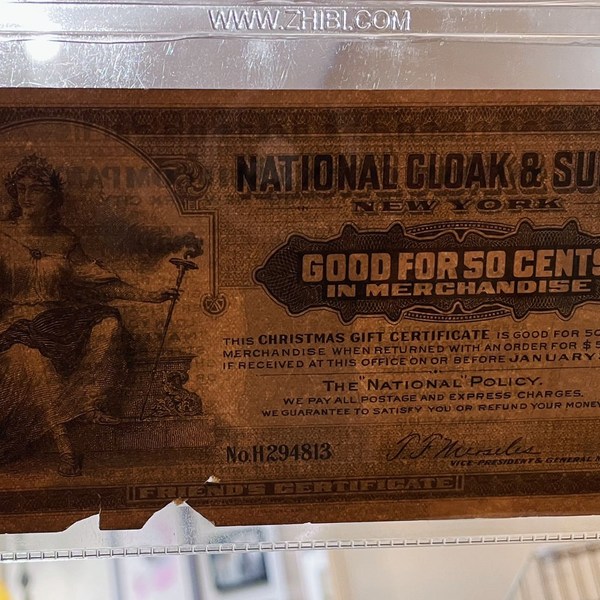 WWW.ZHIBI.COM
NATIONAL CLOAK & SU
NEW YORK
GOOD FOR 50 CENTS
IN MERCHANDISE
THIS CHRISTMAS GIFT CERTIFICATE IS GOOD FOR 50
MERCHANDISE WHEN RETURNED WITH AN ORDER FOR $5
IF RECEIVED AT THIS OFFICE ON OR BEFORE JANUARY
THE "NATIONAL" POLICY.
WE PAY ALL POSTAGE AND EXPRESS CHARGES.
WE GUARANTEE TO SATISFY YOU OR REFUND YOUR MONEY
No. H294813
VICE-PRESIDENT & GENERAL
FRIEND'S CERTIFICATE